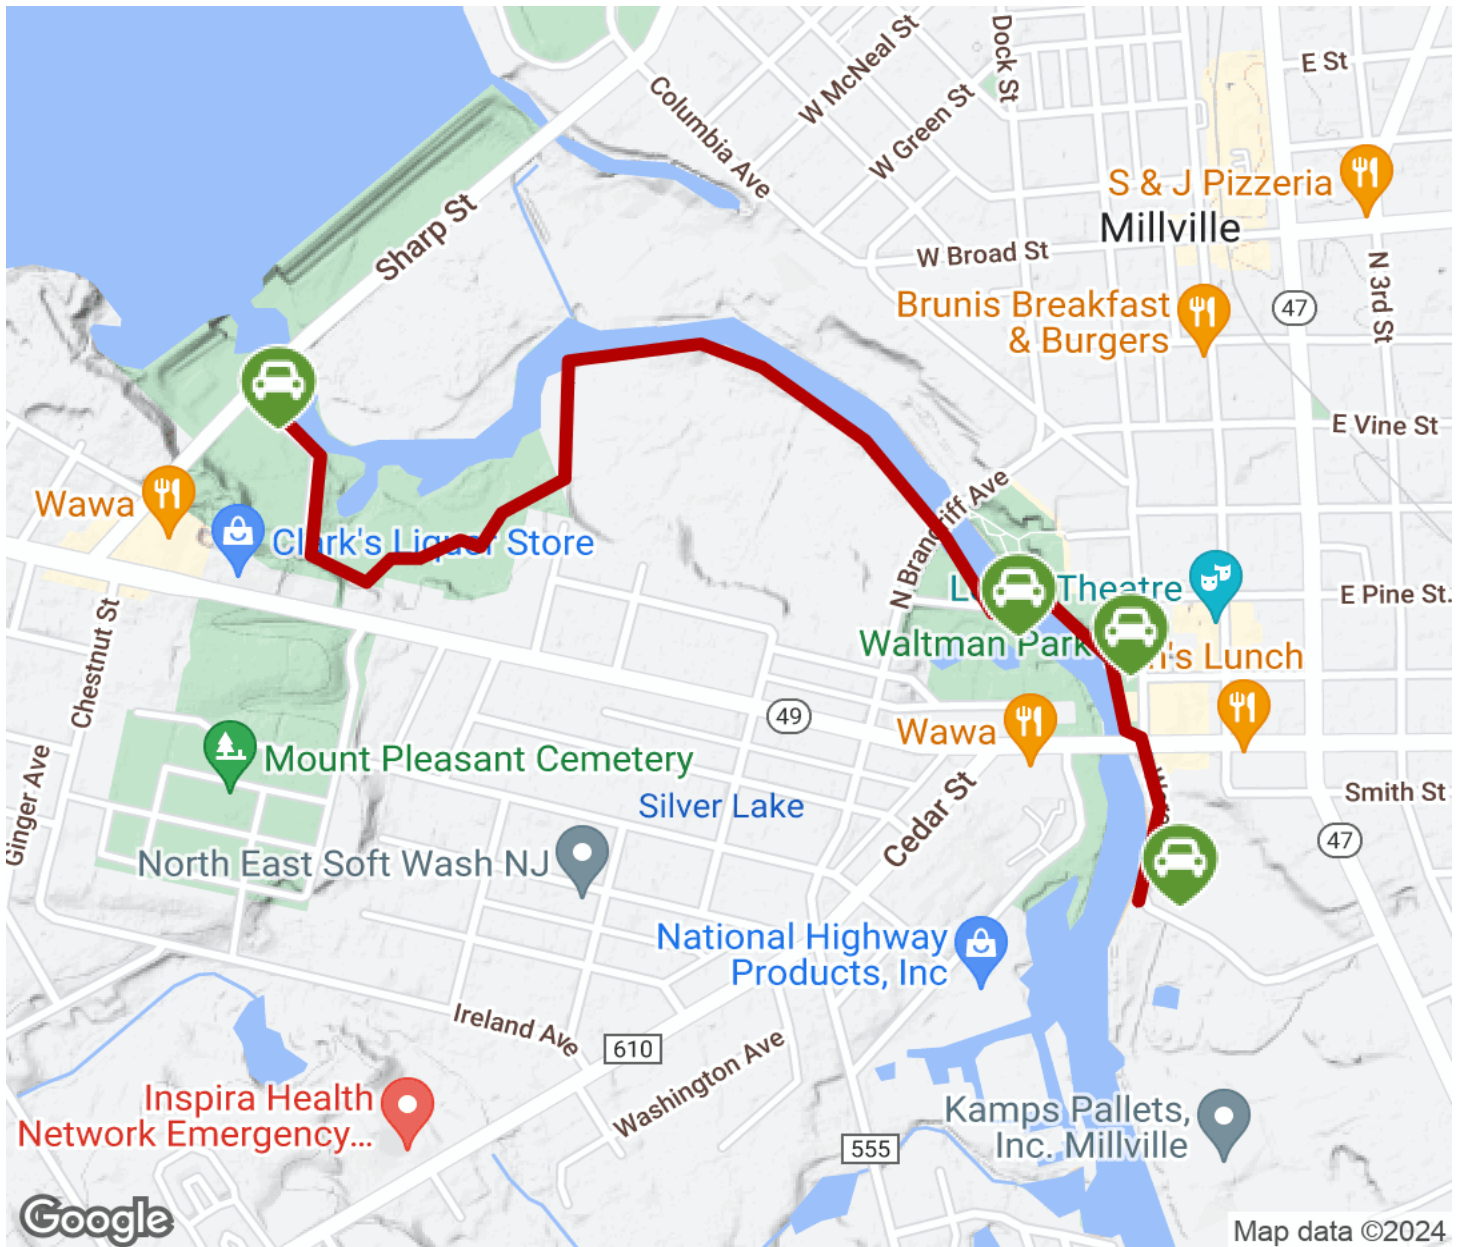 W McNeal St
Dock St
E St
Columbia Ave
W Green St
S & J Pizzeria
Millville
Sharp St
W Broad St
N 3rd St
Brunis Breakfast
& Burgers
47
E Vine St
Wawa
Clark's Liquor Store
N Brandriff Ave
Theatre
E Pine St.
Chestnut St
Waltman Park
n's Lunch
49
Wawa
Mount Pleasant Cemetery
Ginger Ave
Silver Lake
Cedar St
Smith St
47
North East Soft Wash NJ
National Highway
Products, Inc
Ireland Ave
610
Washington Ave
Inspira Health
Network Emergency...
Kamps Pallets,
Inc. Millville
555
Google
Map data ©2024